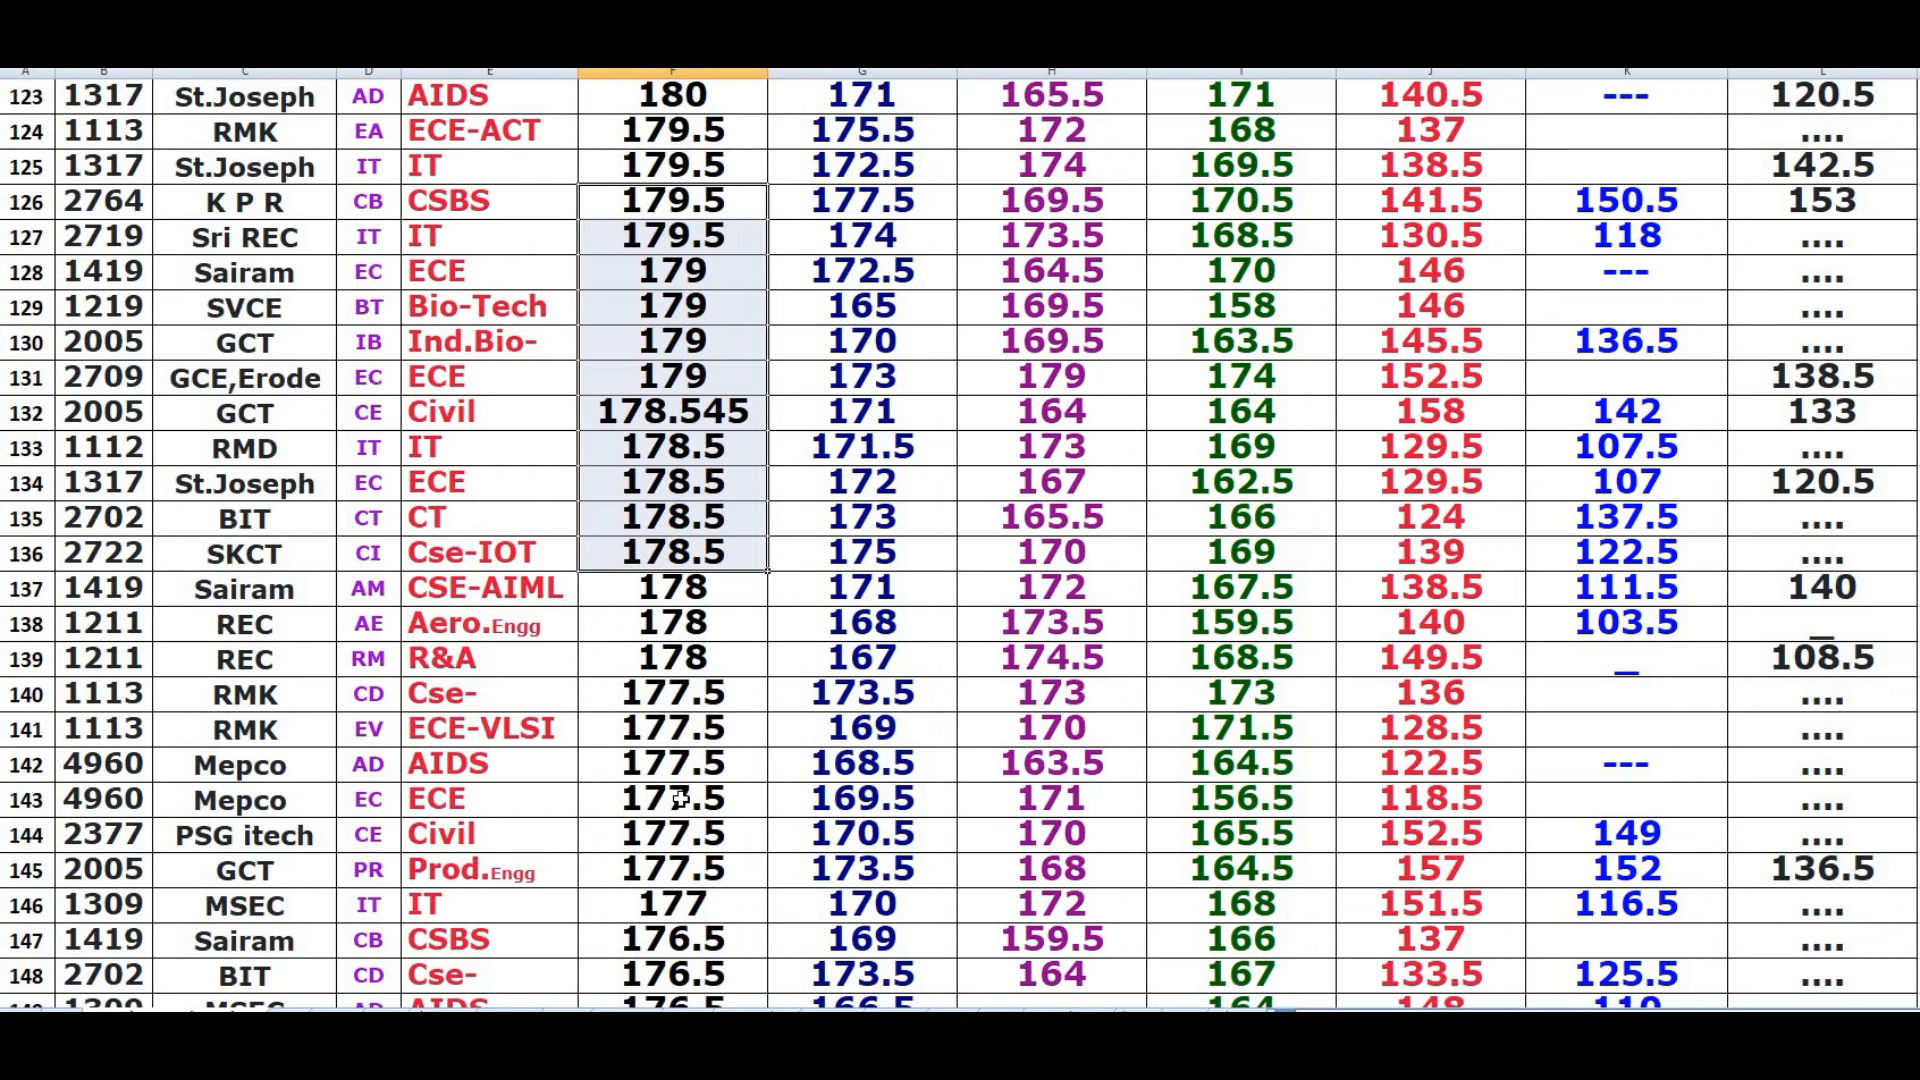 A B C D E F G H I J K L
123 1317 St.Joseph AD AIDS 180 171 165.5 171 140.5 --- 120.5
124 1113 RMK EA ECE-ACT 179.5 175.5 172 168 137 ....
125 1317 St.Joseph IT IT 179.5 172.5 174 169.5 138.5 142.5
126 2764 K P R CB CSBS 179.5 177.5 169.5 170.5 141.5 150.5 153
127 2719 Sri REC IT IT 179.5 174 173.5 168.5 130.5 118 ....
128 1419 Sairam EC ECE 179 172.5 164.5 170 146 --- ....
129 1219 SVCE BT Bio-Tech 179 165 169.5 158 146 ....
130 2005 GCT IB Ind.Bio- 179 170 169.5 163.5 145.5 136.5 ....
131 2709 GCE,Erode EC ECE 179 173 179 174 152.5 138.5
132 2005 GCT CE Civil 178.545 171 164 164 158 142 133
133 1112 RMD IT IT 178.5 171.5 173 169 129.5 107.5 ....
134 1317 St.Joseph EC ECE 178.5 172 167 162.5 129.5 107 120.5
135 2702 BIT CT CT 178.5 173 165.5 166 124 137.5 ....
136 2722 SKCT CI Cse-IOT 178.5 175 170 169 139 122.5 ....
137 1419 Sairam AM CSE-AIML 178 171 172 167.5 138.5 111.5 140
138 1211 REC AE Aero.Engg 178 168 173.5 159.5 140 103.5 _
139 1211 REC RM R&A 178 167 174.5 168.5 149.5 _ 108.5
140 1113 RMK CD Cse- 177.5 173.5 173 173 136 ....
141 1113 RMK EV ECE-VLSI 177.5 169 170 171.5 128.5 ....
142 4960 Mepco AD AIDS 177.5 168.5 163.5 164.5 122.5 --- ....
143 4960 Mepco EC ECE 177.5 169.5 171 156.5 118.5 ....
144 2377 PSG itech CE Civil 177.5 170.5 170 165.5 152.5 149 ....
145 2005 GCT PR Prod.Engg 177.5 173.5 168 164.5 157 152 136.5
146 1309 MSEC IT IT 177 170 172 168 151.5 116.5 ....
147 1419 Sairam CB CSBS 176.5 169 159.5 166 137 ....
148 2702 BIT CD Cse- 176.5 173.5 164 167 133.5 125.5 ....
149 1309 MSEC AD AIDS 176.5 166.5 164 148 110